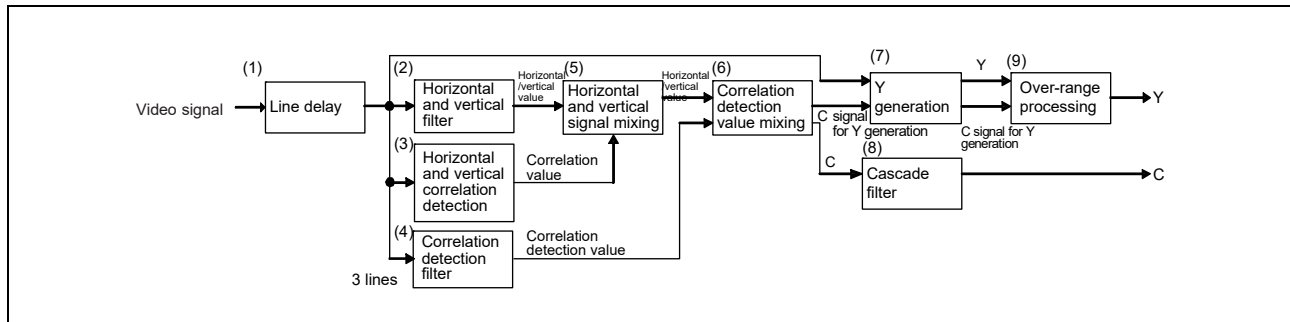 (1)
Video signal
Line delay
(2)
Horizontal
and vertical
filter
Horizontal
/vertical
value
(3)
Horizontal
and vertical
correlation
detection
Correlation
value
(4)
Correlation
detection
filter
Correlation
detection value
3 lines
(5)
Horizontal
and vertical
signal mixing
Horizontal/vertical
value
(6)
Correlation
detection
value mixing
C signal
for Y generation
C
(7)
Y
generation
Y
C signal for Y
generation
(8)
Cascade
filter
(9)
Over-range
processing
Y
C